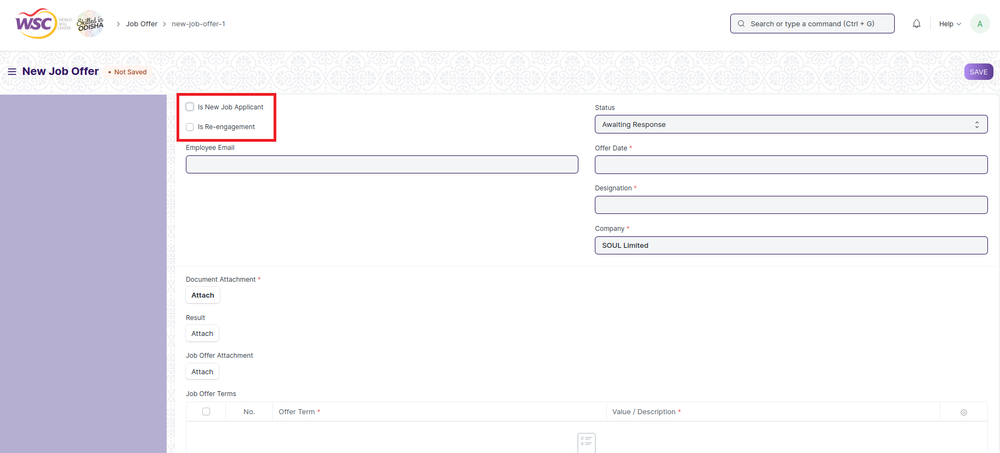 WSC WORLD SKILL CENTER
Skilled in ODISHA
Job Offer
new-job-offer-1
Search or type a command (Ctrl + G)
Help
A
New Job Offer
Not Saved
SAVE
Is New Job Applicant
Is Re-engagement
Employee Email
Status
Awaiting Response
Offer Date *
Designation *
Company *
SOUL Limited
Document Attachment *
Attach
Result
Attach
Job Offer Attachment
Attach
Job Offer Terms
No.
Offer Term *
Value / Description *